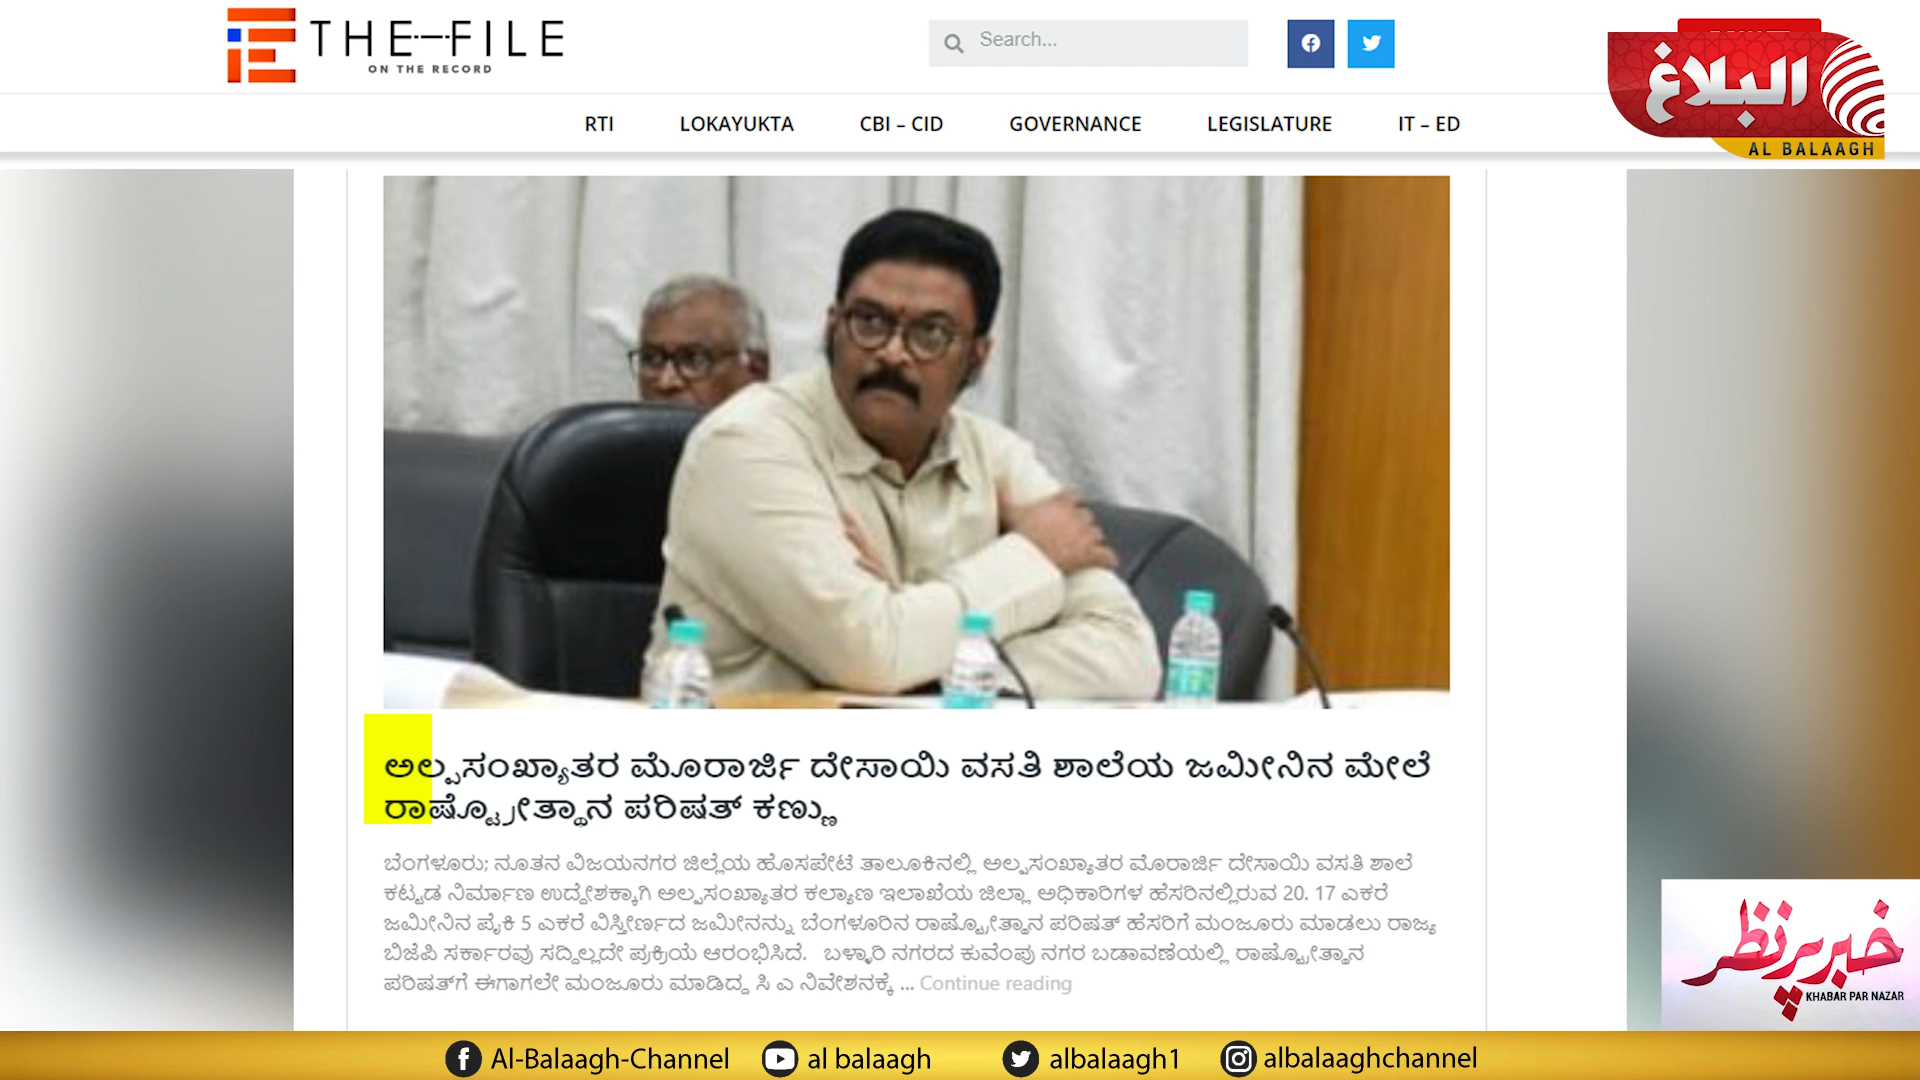 THE-FILE
ON THE RECORD
Search...
البلاغ
AL BALAAGH
RTI
LOKAYUKTA
CBI – CID
GOVERNANCE
LEGISLATURE
IT – ED
ಅಲ್ಪಸಂಖ್ಯಾತರ ಮೊರಾರ್ಜಿ ದೇಸಾಯಿ ವಸತಿ ಶಾಲೆಯ ಜಮೀನಿನ ಮೇಲೆ
ರಾಷ್ಟ್ರೋತ್ಥಾನ ಪರಿಷತ್‌ ಕಣ್ಣು
ಬೆಂಗಳೂರು; ನೂತನ ವಿಜಯನಗರ ಜಿಲ್ಲೆಯ ಹೊಸಪೇಟೆ ತಾಲೂಕಿನಲ್ಲಿ ಅಲ್ಪಸಂಖ್ಯಾತರ ಮೊರಾರ್ಜಿ ದೇಸಾಯಿ ವಸತಿ ಶಾಲೆ
ಕಟ್ಟಡ ನಿರ್ಮಾಣ ಉದ್ದೇಶಕ್ಕಾಗಿ ಅಲ್ಪಸಂಖ್ಯಾತರ ಕಲ್ಯಾಣ ಇಲಾಖೆಯ ಜಿಲ್ಲಾ ಅಧಿಕಾರಿಗಳ ಹೆಸರಿನಲ್ಲಿರುವ 20. 17 ಎಕರೆ
ಜಮೀನಿನ ಪೈಕಿ 5 ಎಕರೆ ವಿಸ್ತೀರ್ಣದ ಜಮೀನನ್ನು ಬೆಂಗಳೂರಿನ ರಾಷ್ಟ್ರೋತ್ಥಾನ ಪರಿಷತ್‌ ಹೆಸರಿಗೆ ಮಂಜೂರು ಮಾಡಲು ರಾಜ್ಯ
ಬಿಜೆಪಿ ಸರ್ಕಾರವು ಸದ್ದಿಲ್ಲದೇ ಪ್ರಕ್ರಿಯೆ ಆರಂಭಿಸಿದೆ. ಬಳ್ಳಾರಿ ನಗರದ ಕುವೆಂಪು ನಗರ ಬಡಾವಣೆಯಲ್ಲಿ ರಾಷ್ಟ್ರೋತ್ಥಾನ
ಪರಿಷತ್‌ಗೆ ಈಗಾಗಲೇ ಮಂಜೂರು ಮಾಡಿದ್ದ ಸಿ ಎ ನಿವೇಶನಕ್ಕೆ ... Continue reading
خبر پر نظر
KHABAR PAR NAZAR
Al-Balaagh-Channel
al balaagh
albalaagh1
albalaaghchannel